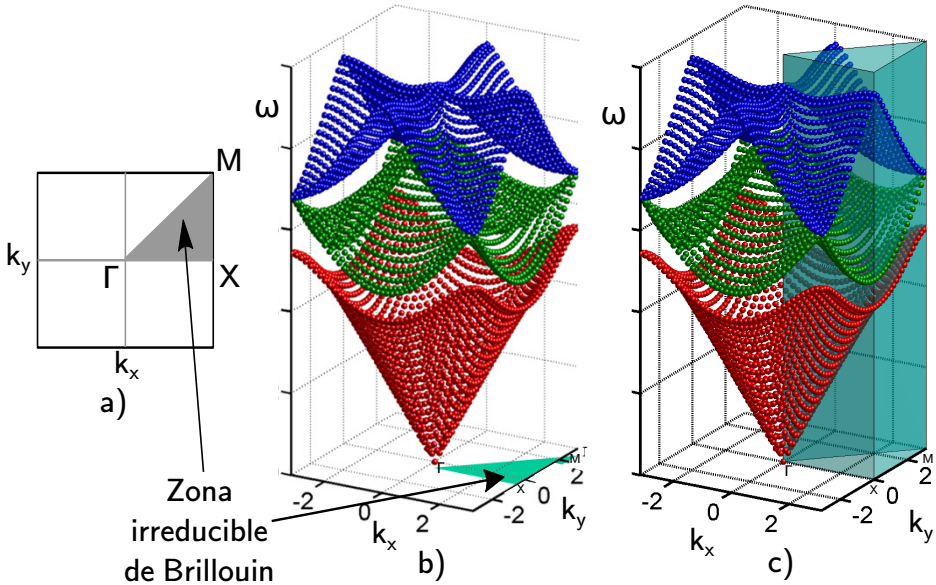 M
k_y
Γ
X
k_x
a)
Zona
irreducible
de Brillouin
ω
Γ
X
M
-2
0
2
k_x
-2
0
2
k_y
b)
ω
Γ
X
M
-2
0
2
k_x
-2
0
2
k_y
c)